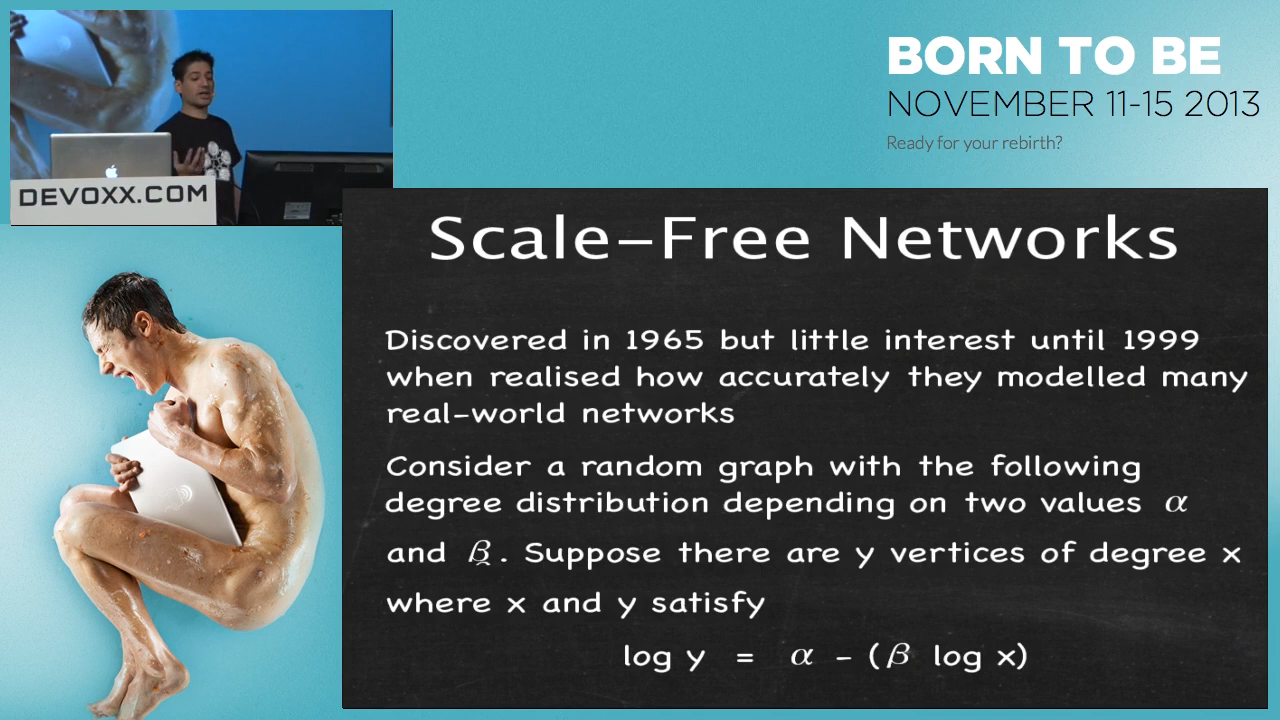 BORN TO BE
NOVEMBER 11-15 2013
Ready for your rebirth?
DEVOXX.COM
Scale-Free Networks
Discovered in 1965 but little interest until 1999
when realised how accurately they modelled many
real-world networks
Consider a random graph with the following
degree distribution depending on two values α
and β. Suppose there are y vertices of degree x
where x and y satisfy
log y = α - (β log x)